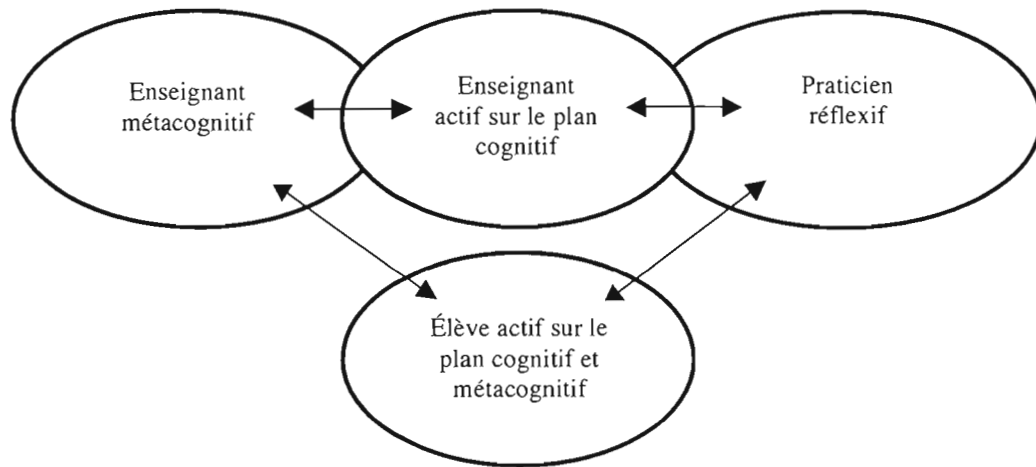 Enseignant
métacognitif
Enseignant
actif sur le plan
cognitif
Praticien
réflexif
Élève actif sur le
plan cognitif et
métacognitif